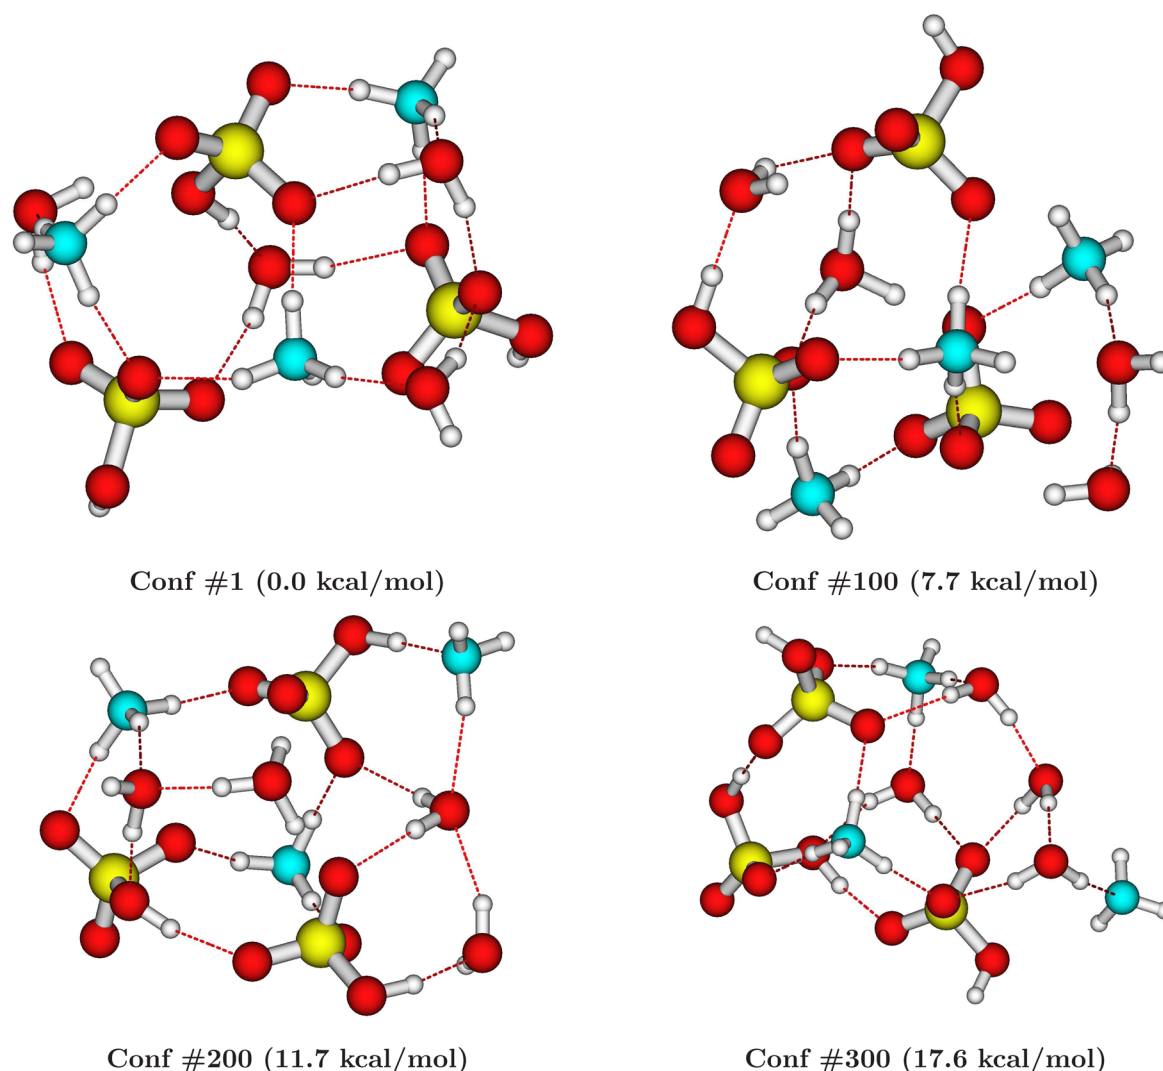 Conf #1 (0.0 kcal/mol)
Conf #100 (7.7 kcal/mol)
Conf #200 (11.7 kcal/mol)
Conf #300 (17.6 kcal/mol)